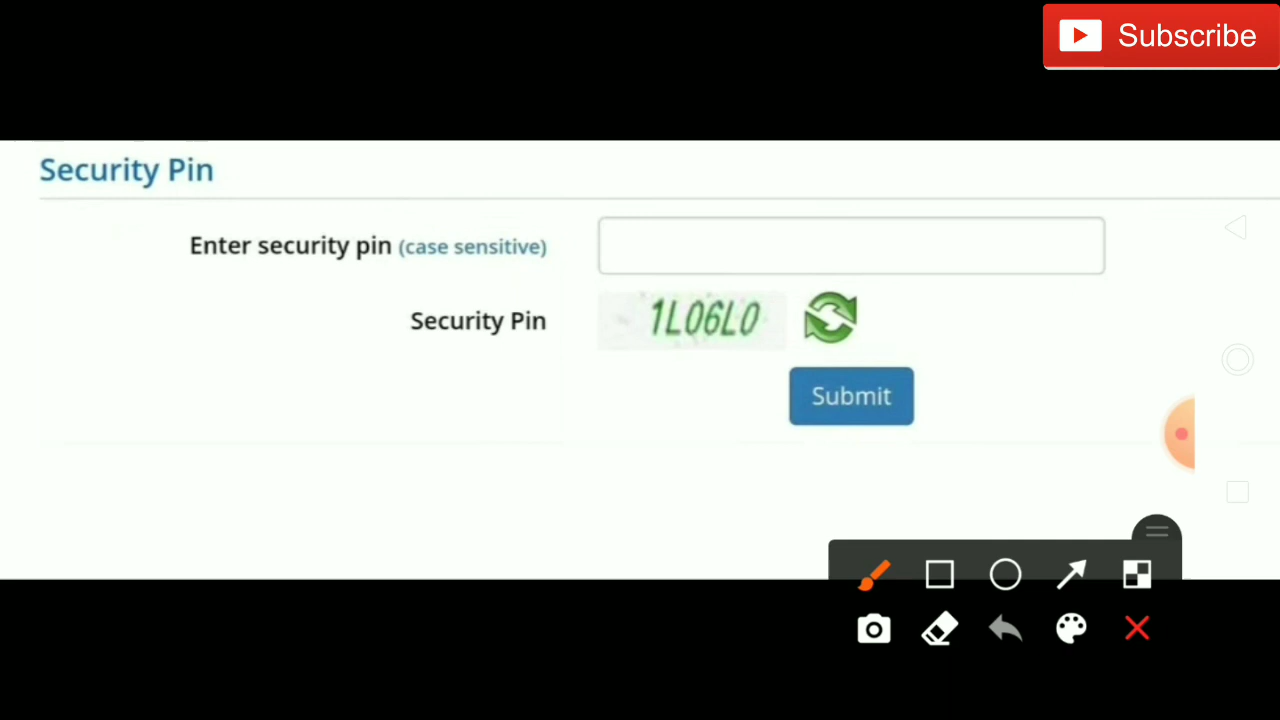 Subscribe
Security Pin
Enter security pin (case sensitive)
Security Pin 1L06L0
Submit